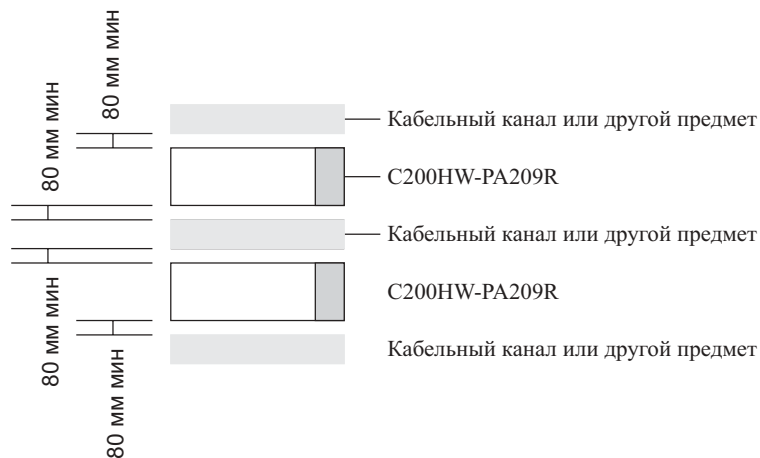 80 мм мин
80 мм мин
Кабельный канал или другой предмет
C200HW-PA209R
Кабельный канал или другой предмет
C200HW-PA209R
Кабельный канал или другой предмет
80 мм мин
80 мм мин